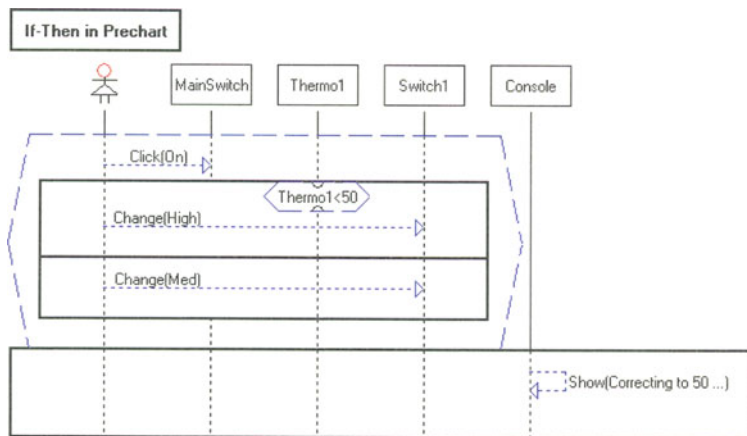 If-Then in Prechart
MainSwitch Thermo1 Switch1 Console
Click(On)
Thermo1<50
Change(High)
Change(Med)
Show(Correcting to 50 ...)